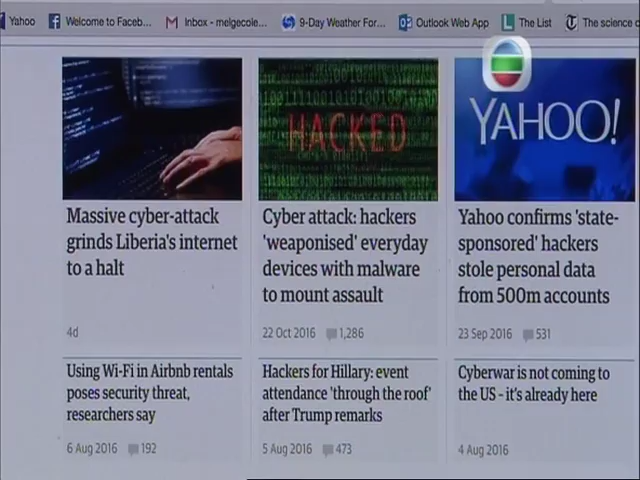 Yahoo
Welcome to Faceb...
Inbox - melgecole...
9-Day Weather For...
Outlook Web App
The List
The science o
HACKED
YAHOO!
Massive cyber-attack
grinds Liberia's internet
to a halt
4d
Cyber attack: hackers
'weaponised' everyday
devices with malware
to mount assault
22 Oct 2016 1,286
Yahoo confirms 'state-
sponsored' hackers
stole personal data
from 500m accounts
23 Sep 2016 531
Using Wi-Fi in Airbnb rentals
poses security threat,
researchers say
6 Aug 2016 192
Hackers for Hillary: event
attendance 'through the roof'
after Trump remarks
5 Aug 2016 473
Cyberwar is not coming to
the US - it's already here
4 Aug 2016